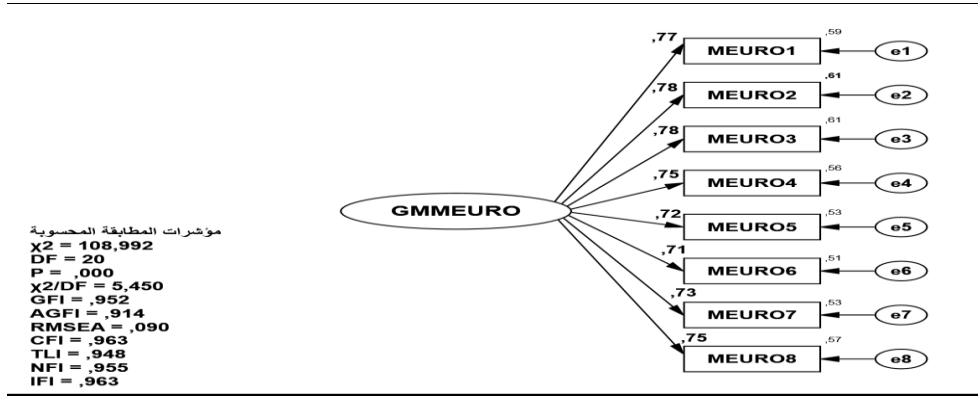 ,77 MEURO1 ,59 e1
,78 MEURO2 ,61 e2
,78 MEURO3 ,61 e3
,75 MEURO4 ,56 e4
GMMEURO
,72 MEURO5 ,53 e5
,71 MEURO6 ,51 e6
,73 MEURO7 ,53 e7
,75 MEURO8 ,57 e8
مؤشرات المطابقة المحسوبة
χ2 = 108,992
DF = 20
P = ,000
χ2/DF = 5,450
GFI = ,952
AGFI = ,914
RMSEA = ,090
CFI = ,963
TLI = ,948
NFI = ,955
IFI = ,963